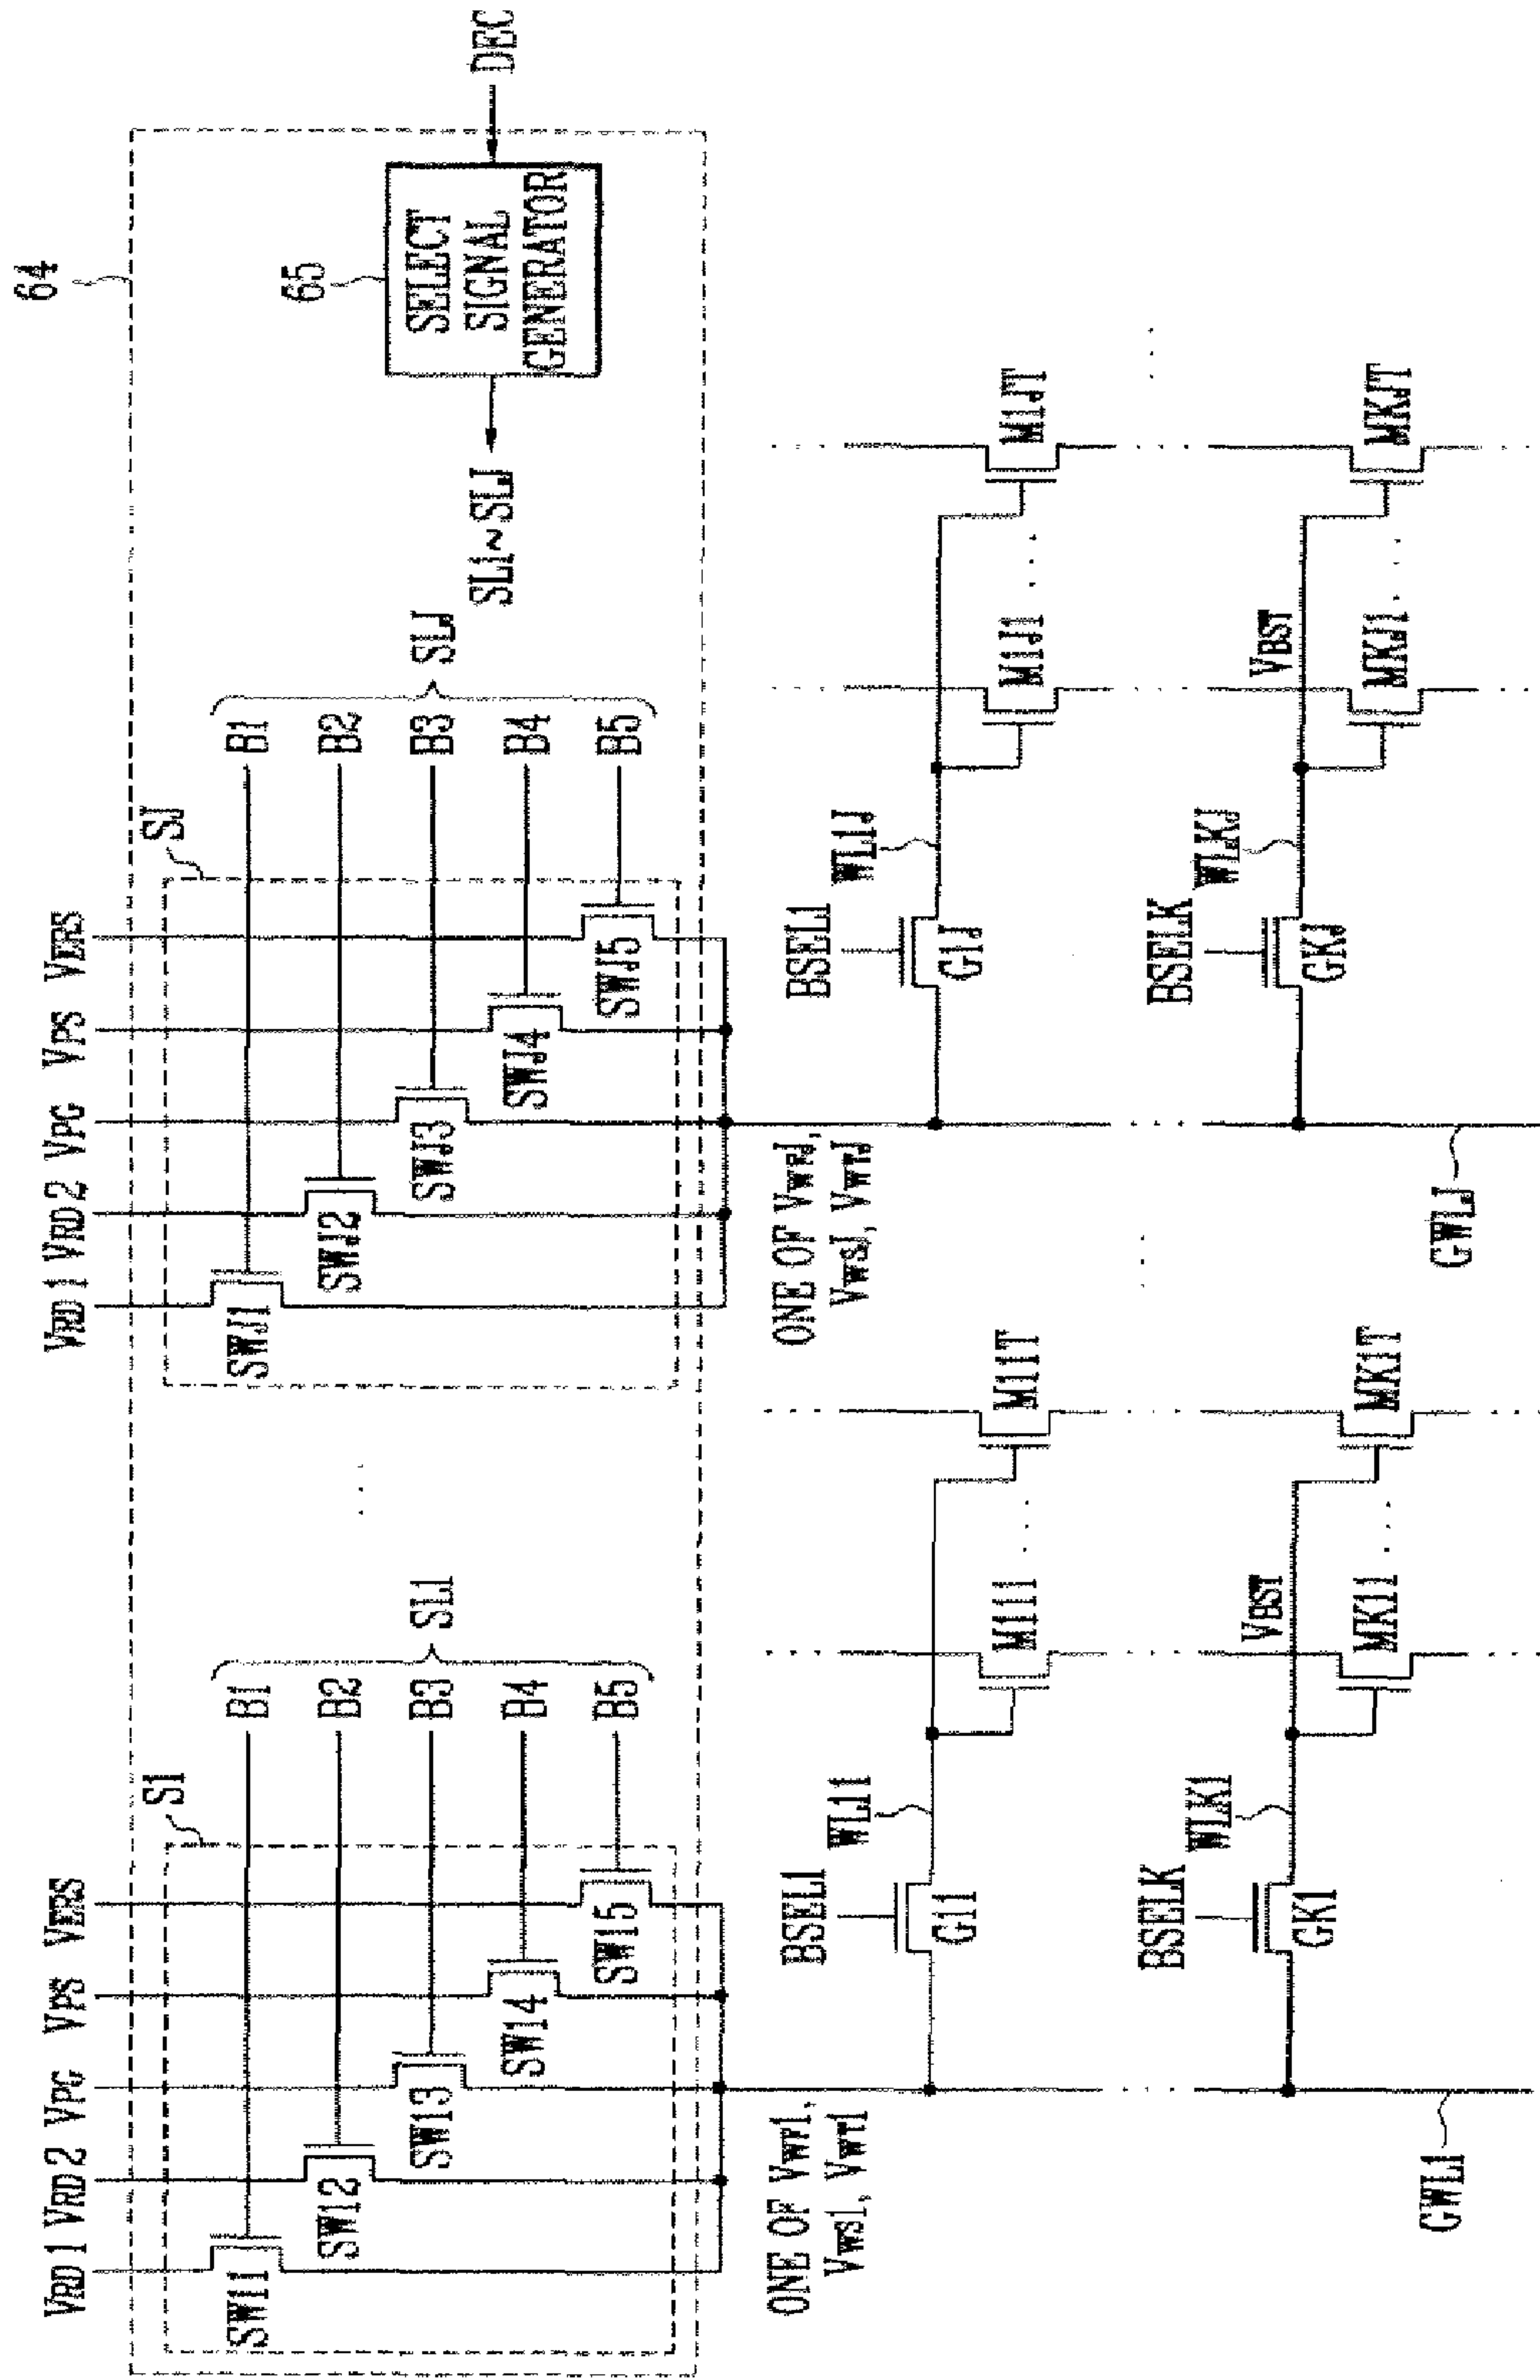 64
VRD1 VRD2 VPG VPS VERS
S1
SW11
SW12
SW13
SW14
SW15
B1
B2
B3
B4
B5
SL1
. . .
VRD1 VRD2 VPG VPS VERS
SJ
SWJ1
SWJ2
SWJ3
SWJ4
SWJ5
B1
B2
B3
B4
B5
SLJ
65
SELECT
SIGNAL
GENERATOR
SL1~SLJ
DEC
ONE OF VWF1,
VWS1, VWT1
BSEL1
G11
WL11
M111
. . .
M11T
BSELK
GK1
WLK1
VBST
MK11
. . .
MK1T
GWL1
. . .
ONE OF VWFJ,
VWSJ, VWTJ
BSEL1
G1J
WL1J
M1J1
. . .
M1JT
. . .
BSELK
GKJ
WLKJ
VBST
MKJ1
. . .
MKJT
GWLJ